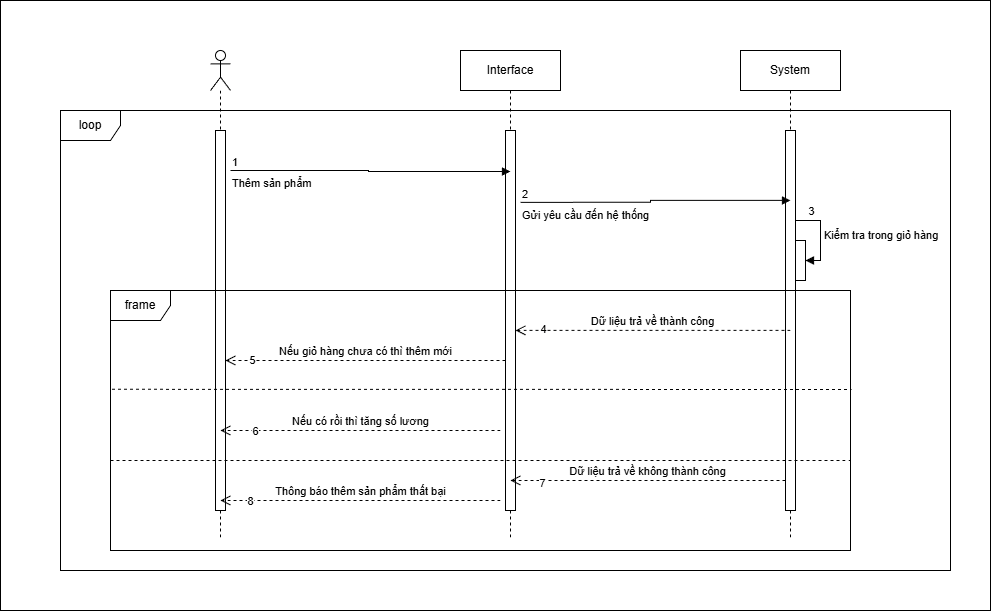 Interface
System
loop
1
Thêm sản phẩm
2
Gửi yêu cầu đến hệ thống
3
Kiểm tra trong giỏ hàng
frame
Dữ liệu trả về thành công
4
Nếu giỏ hàng chưa có thì thêm mới
5
Nếu có rồi thì tăng số lương
6
Dữ liệu trả về không thành công
7
Thông báo thêm sản phẩm thất bại
8